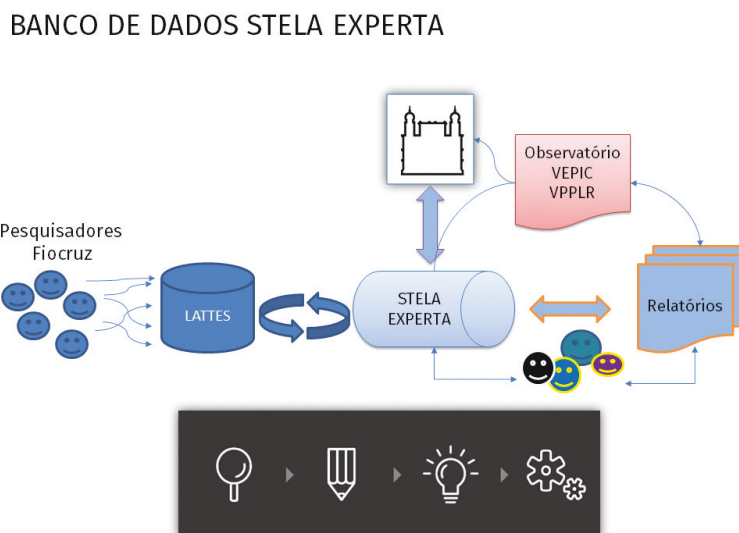 BANCO DE DADOS STELA EXPERTA
Observatório
VEPIC
VPPLR
Pesquisadores
Fiocruz
LATTES
STELA
EXPERTA
Relatórios